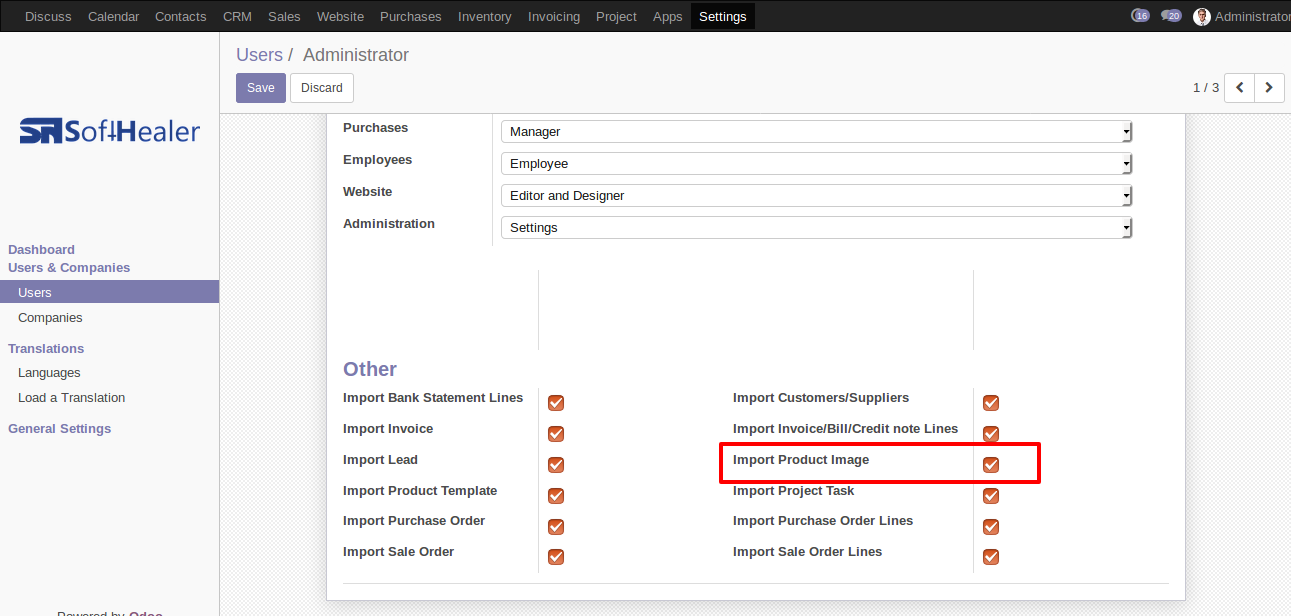 Discuss Calendar Contacts CRM Sales Website Purchases Inventory Invoicing Project Apps Settings 16 20 Administrator
Users / Administrator
Save Discard
1 / 3
SH SoftHealer
Dashboard
Users & Companies
Users
Companies
Translations
Languages
Load a Translation
General Settings
Powered by Odoo
Purchases Manager
Employees Employee
Website Editor and Designer
Administration Settings
Other
Import Bank Statement Lines Import Customers/Suppliers
Import Invoice Import Invoice/Bill/Credit note Lines
Import Lead Import Product Image
Import Product Template Import Project Task
Import Purchase Order Import Purchase Order Lines
Import Sale Order Import Sale Order Lines